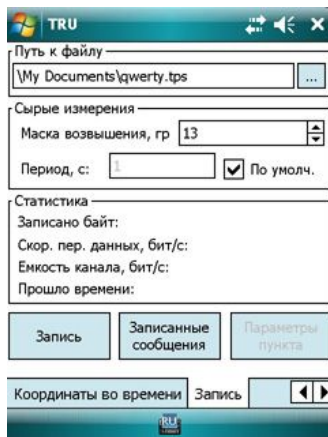 TRU
Путь к файлу
\My Documents\qwerty.tps
...
Сырые измерения
Маска возвышения, гр 13
Период, с: 1 По умолч.
Статистика
Записано байт:
Скор. пер. данных, бит/с:
Емкость канала, бит/с:
Прошло времени:
Запись
Записанные
сообщения
Параметры
пункта
Координаты во времени Запись
RU